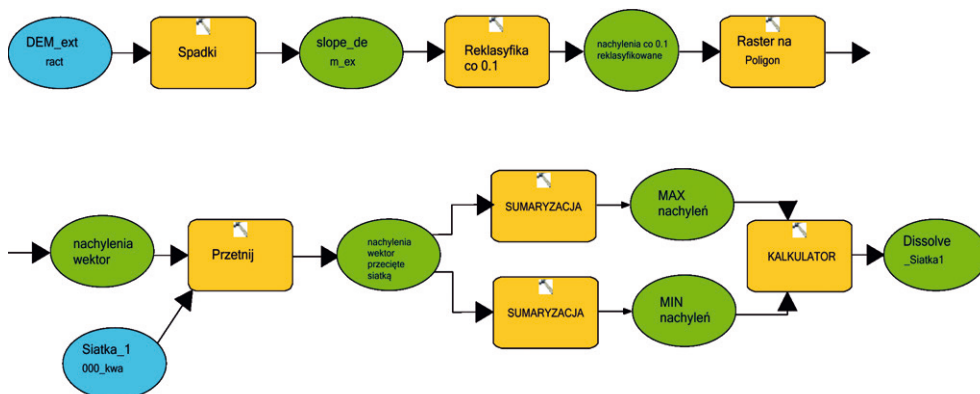 DEM_ext
ract
Spadki
slope_de
m_ex
Reklasyfika
co 0.1
nachylenia co 0.1
reklasyfikowane
Raster na
Poligon
nachylenia
wektor
Przetnij
nachylenia
wektor
przecięte
siatką
SUMARYZACJA
MAX
nachyleń
SUMARYZACJA
MIN
nachyleń
KALKULATOR
Dissolve
_Siatka1
Siatka_1
000_kwa